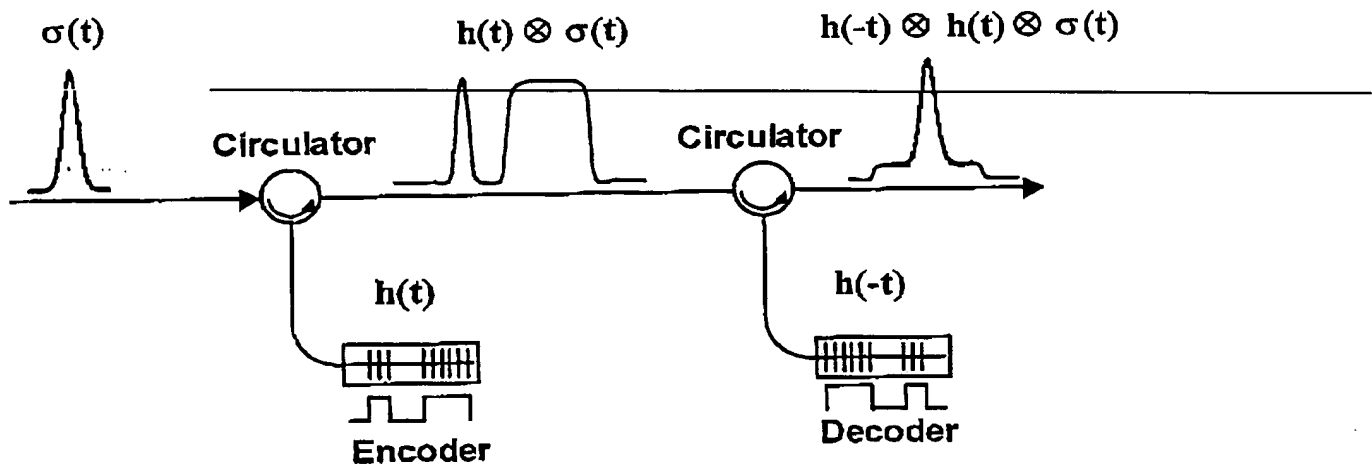 σ(t)
h(t) ⊗ σ(t)
h(-t) ⊗ h(t) ⊗ σ(t)
Circulator
Circulator
h(t)
h(-t)
Encoder
Decoder